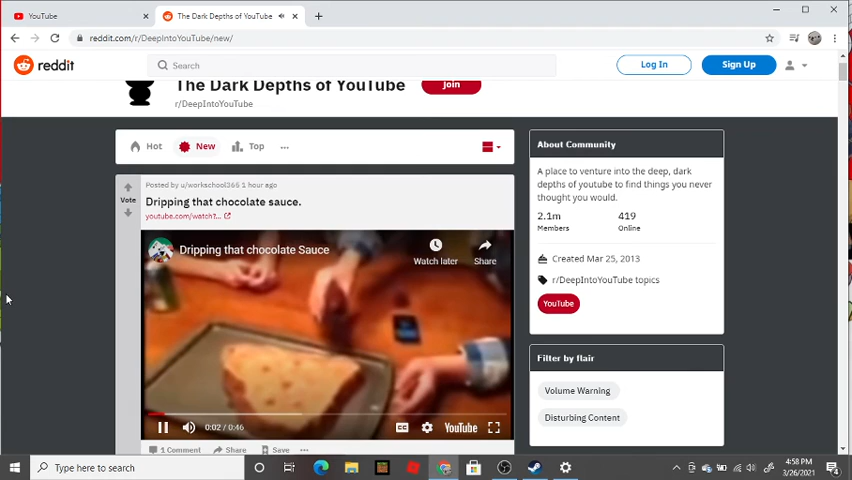 YouTube
The Dark Depths of YouTube
reddit.com/r/DeepIntoYouTube/new/
reddit
Search
Log In
Sign Up
The Dark Depths of YouTube
Join
r/DeepIntoYouTube
Hot
New
Top
About Community
A place to venture into the deep, dark
depths of youtube to find things you never
thought you would.
2.1m
419
Members
Online
Created Mar 25, 2013
r/DeepIntoYouTube topics
YouTube
Filter by flair
Volume Warning
Disturbing Content
Posted by u/workschool365 1 hour ago
Vote
Dripping that chocolate sauce.
youtube.com/watch?...
Dripping that chocolate Sauce
Watch later
Share
0:02 / 0:46
CC
YouTube
1 Comment
Share
Save
Type here to search
4:58 PM
3/26/2021
4